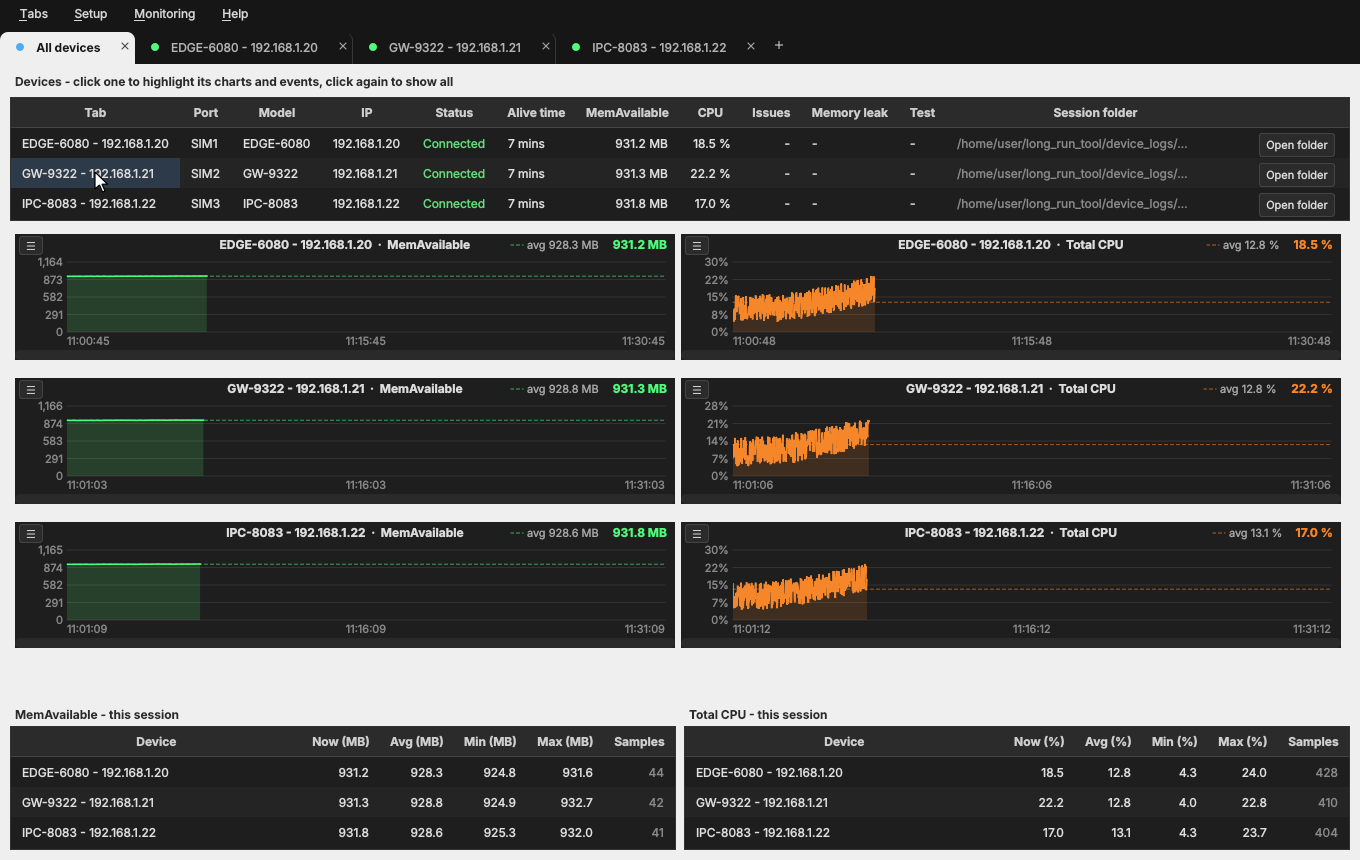 Tabs Setup Monitoring Help
All devices × EDGE-6080 - 192.168.1.20 × GW-9322 - 192.168.1.21 × IPC-8083 - 192.168.1.22 × +
Devices - click one to highlight its charts and events, click again to show all
Tab Port Model IP Status Alive time MemAvailable CPU Issues Memory leak Test Session folder
EDGE-6080 - 192.168.1.20 SIM1 EDGE-6080 192.168.1.20 Connected 7 mins 931.2 MB 18.5 % - - - /home/user/long_run_tool/device_logs/... Open folder
GW-9322 - 192.168.1.21 SIM2 GW-9322 192.168.1.21 Connected 7 mins 931.3 MB 22.2 % - - - /home/user/long_run_tool/device_logs/... Open folder
IPC-8083 - 192.168.1.22 SIM3 IPC-8083 192.168.1.22 Connected 7 mins 931.8 MB 17.0 % - - - /home/user/long_run_tool/device_logs/... Open folder
EDGE-6080 - 192.168.1.20 · MemAvailable avg 928.3 MB 931.2 MB
1,164
873
582
291
0
11:00:45 11:15:45 11:30:45
EDGE-6080 - 192.168.1.20 · Total CPU avg 12.8 % 18.5 %
30%
22%
15%
8%
0%
11:00:48 11:15:48 11:30:48
GW-9322 - 192.168.1.21 · MemAvailable avg 928.8 MB 931.3 MB
1,166
874
583
291
0
11:01:03 11:16:03 11:31:03
GW-9322 - 192.168.1.21 · Total CPU avg 12.8 % 22.2 %
28%
21%
14%
7%
0%
11:01:06 11:16:06 11:31:06
IPC-8083 - 192.168.1.22 · MemAvailable avg 928.6 MB 931.8 MB
1,165
874
582
291
0
11:01:09 11:16:09 11:31:09
IPC-8083 - 192.168.1.22 · Total CPU avg 13.1 % 17.0 %
30%
22%
15%
7%
0%
11:01:12 11:16:12 11:31:12
MemAvailable - this session
Device Now (MB) Avg (MB) Min (MB) Max (MB) Samples
EDGE-6080 - 192.168.1.20 931.2 928.3 924.8 931.6 44
GW-9322 - 192.168.1.21 931.3 928.8 924.9 932.7 42
IPC-8083 - 192.168.1.22 931.8 928.6 925.3 932.0 41
Total CPU - this session
Device Now (%) Avg (%) Min (%) Max (%) Samples
EDGE-6080 - 192.168.1.20 18.5 12.8 4.3 24.0 428
GW-9322 - 192.168.1.21 22.2 12.8 4.0 22.8 410
IPC-8083 - 192.168.1.22 17.0 13.1 4.3 23.7 404